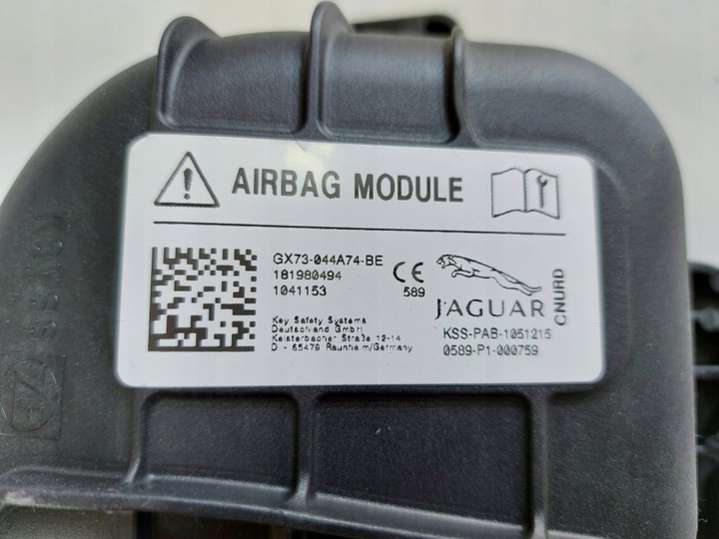 AIRBAG MODULE
GX73-044A74-BE
181980494
1041153
CE
589
JAGUAR
CNURD
Key Safety Systems
Deutschland GmbH
Kelsterbacher Straße 12-14
D - 65479 Raunheim/Germany
KSS-PAB-1051215
0589-P1-000759